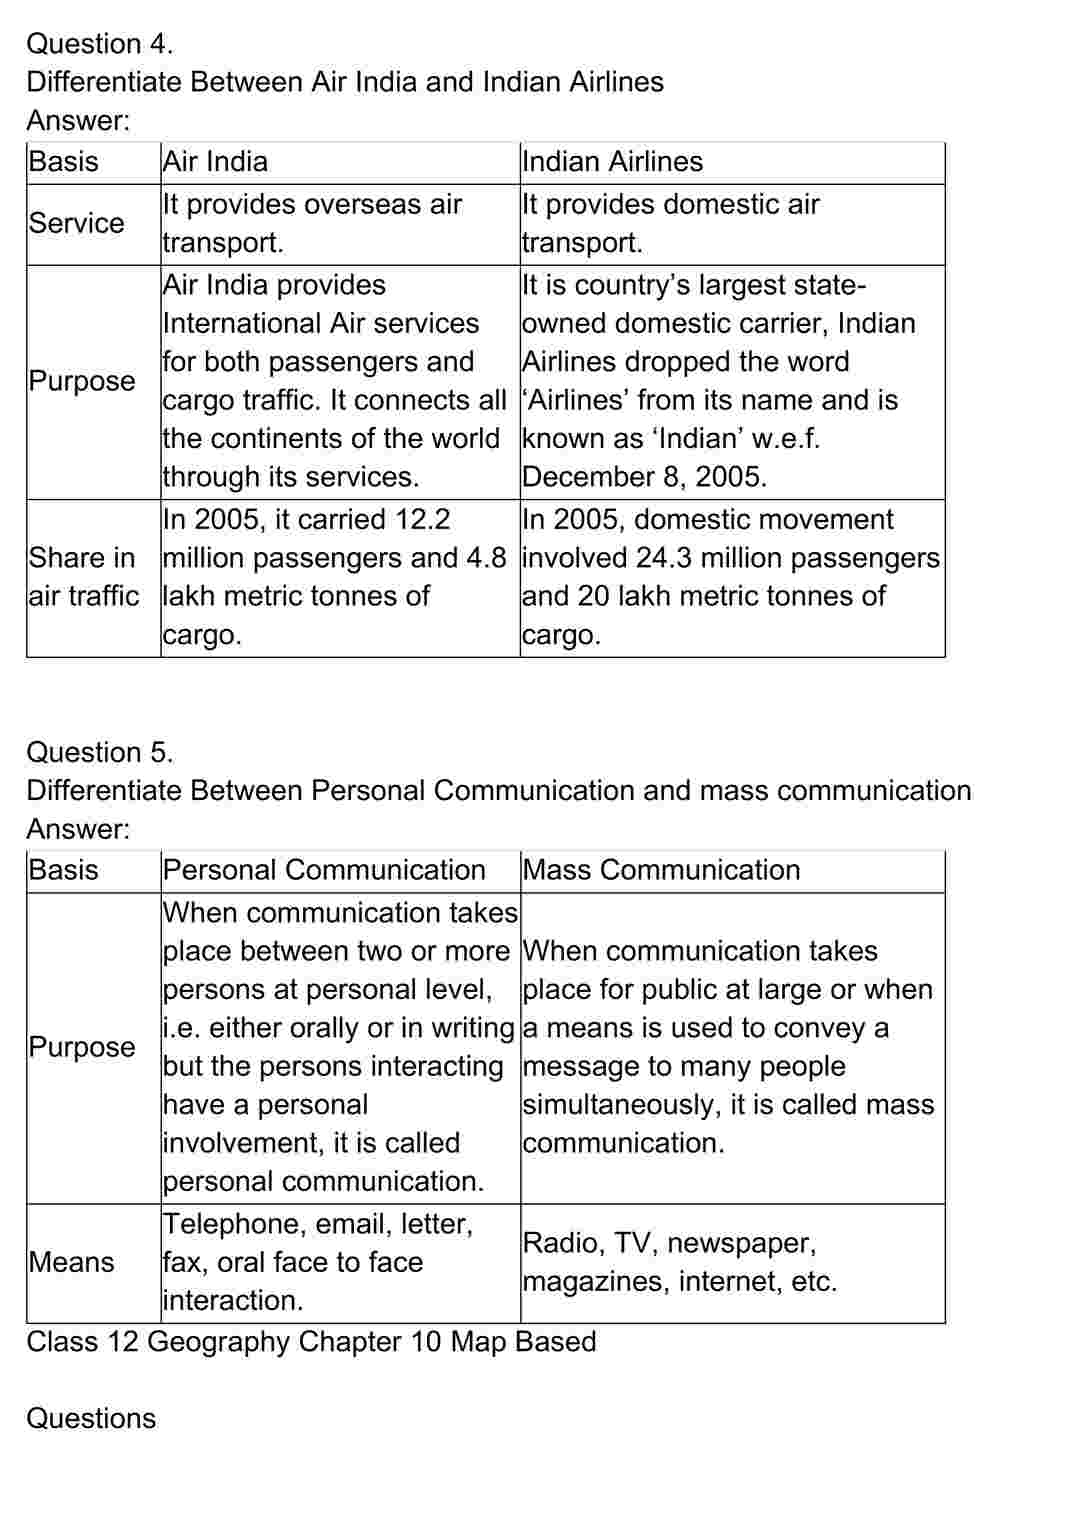 Question 4.
Differentiate Between Air India and Indian Airlines
Answer:
Basis
Air India
Indian Airlines
Service
It provides overseas air
transport.
It provides domestic air
transport.
Purpose
Air India provides
International Air services
for both passengers and
cargo traffic. It connects all
the continents of the world
through its services.
It is country’s largest state-
owned domestic carrier, Indian
Airlines dropped the word
‘Airlines’ from its name and is
known as ‘Indian’ w.e.f.
December 8, 2005.
Share in
air traffic
In 2005, it carried 12.2
million passengers and 4.8
lakh metric tonnes of
cargo.
In 2005, domestic movement
involved 24.3 million passengers
and 20 lakh metric tonnes of
cargo.
Question 5.
Differentiate Between Personal Communication and mass communication
Answer:
Basis
Personal Communication
Mass Communication
Purpose
When communication takes
place between two or more
persons at personal level,
i.e. either orally or in writing
but the persons interacting
have a personal
involvement, it is called
personal communication.
When communication takes
place for public at large or when
a means is used to convey a
message to many people
simultaneously, it is called mass
communication.
Means
Telephone, email, letter,
fax, oral face to face
interaction.
Radio, TV, newspaper,
magazines, internet, etc.
Class 12 Geography Chapter 10 Map Based
Questions